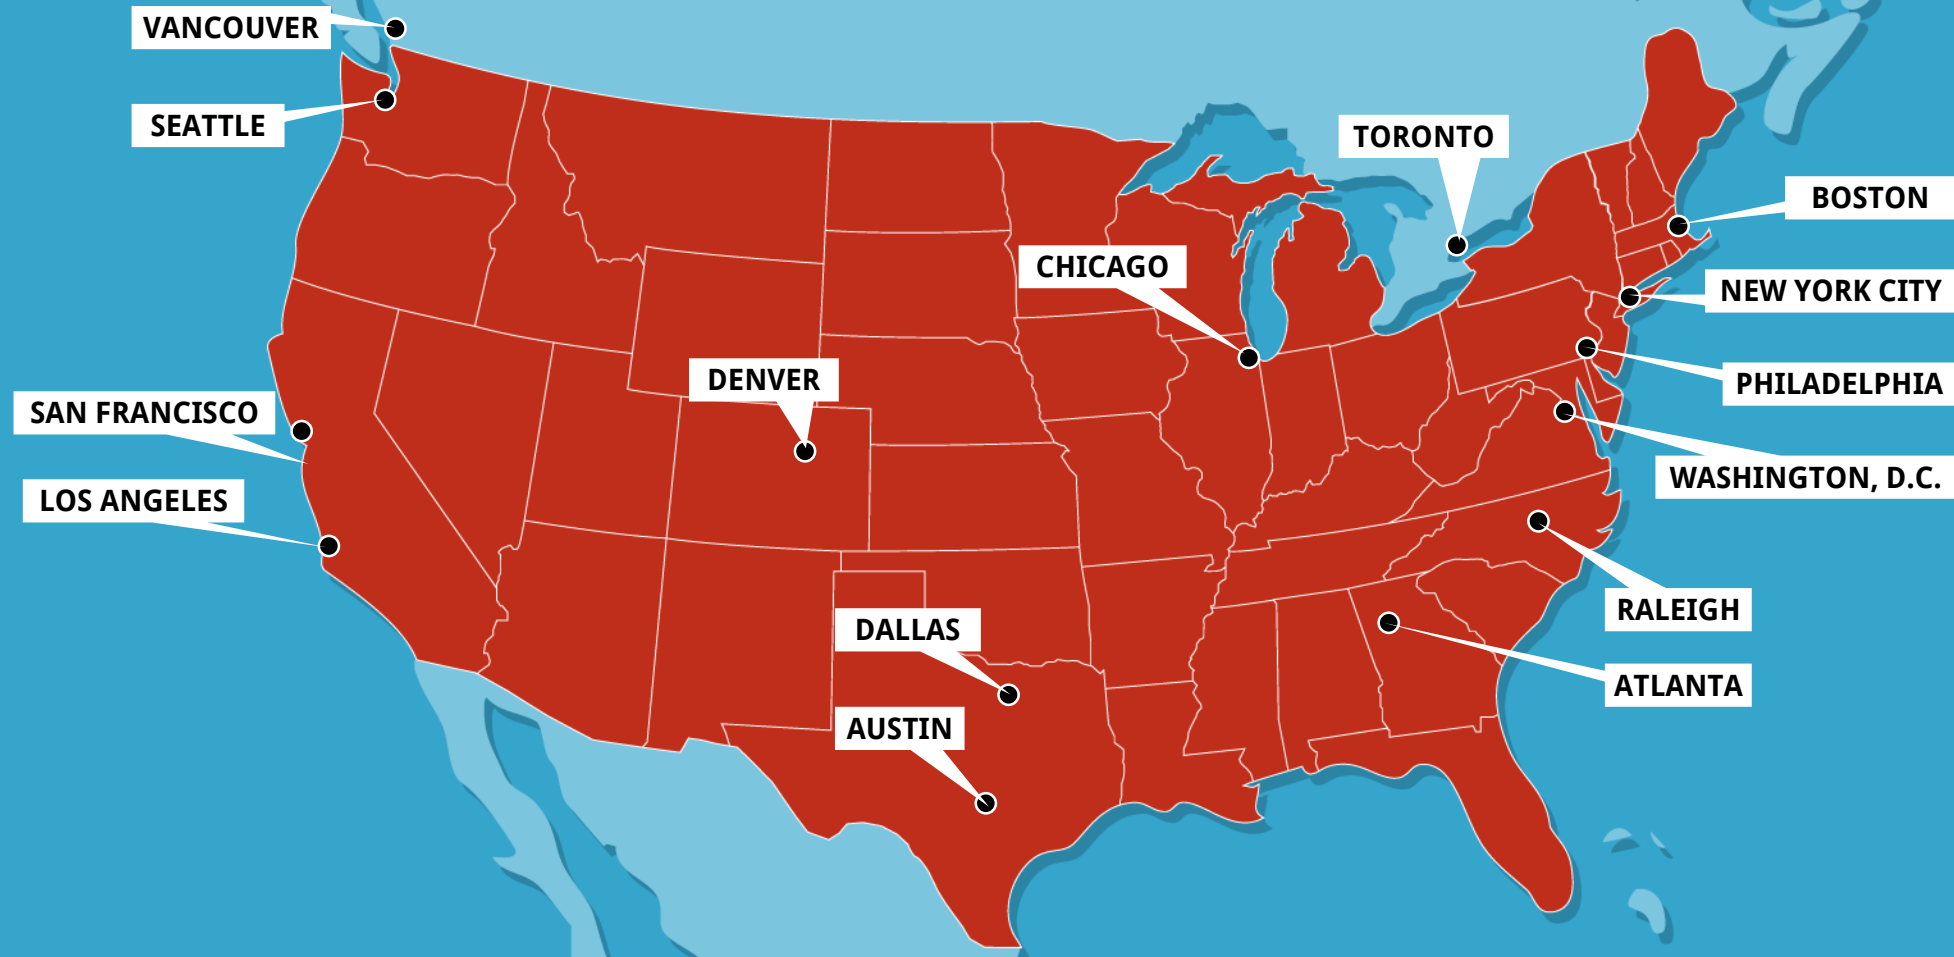 VANCOUVER
SEATTLE
TORONTO
BOSTON
CHICAGO
NEW YORK CITY
DENVER
PHILADELPHIA
SAN FRANCISCO
WASHINGTON, D.C.
LOS ANGELES
RALEIGH
DALLAS
ATLANTA
AUSTIN